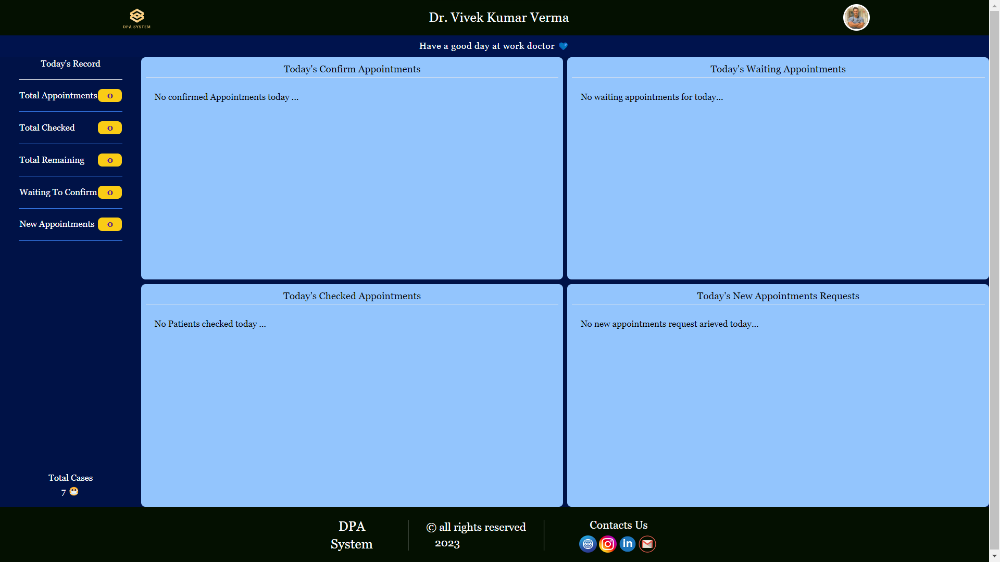 DPA SYSTEM
Dr. Vivek Kumar Verma
Have a good day at work doctor 💙
Today's Record
Total Appointments 0
Total Checked 0
Total Remaining 0
Waiting To Confirm 0
New Appointments 0
Total Cases
7 😷
Today's Confirm Appointments
No confirmed Appointments today ...
Today's Waiting Appointments
No waiting appointments for today...
Today's Checked Appointments
No Patients checked today ...
Today's New Appointments Requests
No new appointments request arieved today...
DPA
System
© all rights reserved
2023
Contacts Us
in